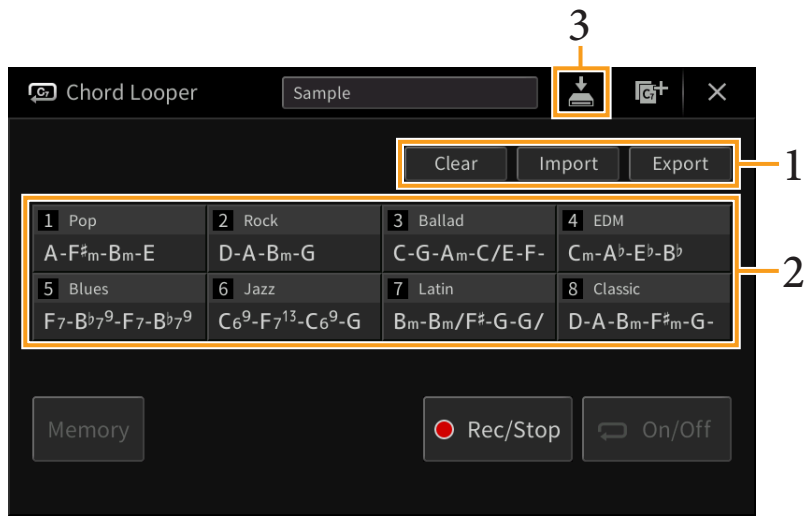 3
C7 Chord Looper Sample C7+
Clear Import Export 1
1 Pop 2 Rock 3 Ballad 4 EDM
A-F♯m-Bm-E D-A-Bm-G C-G-Am-C/E-F- Cm-A♭-E♭-B♭
2
5 Blues 6 Jazz 7 Latin 8 Classic
F7-B♭7⁹-F7-B♭7⁹ C6⁹-F7¹³-C6⁹-G Bm-Bm/F♯-G-G/ D-A-Bm-F♯m-G-
Memory Rec/Stop On/Off